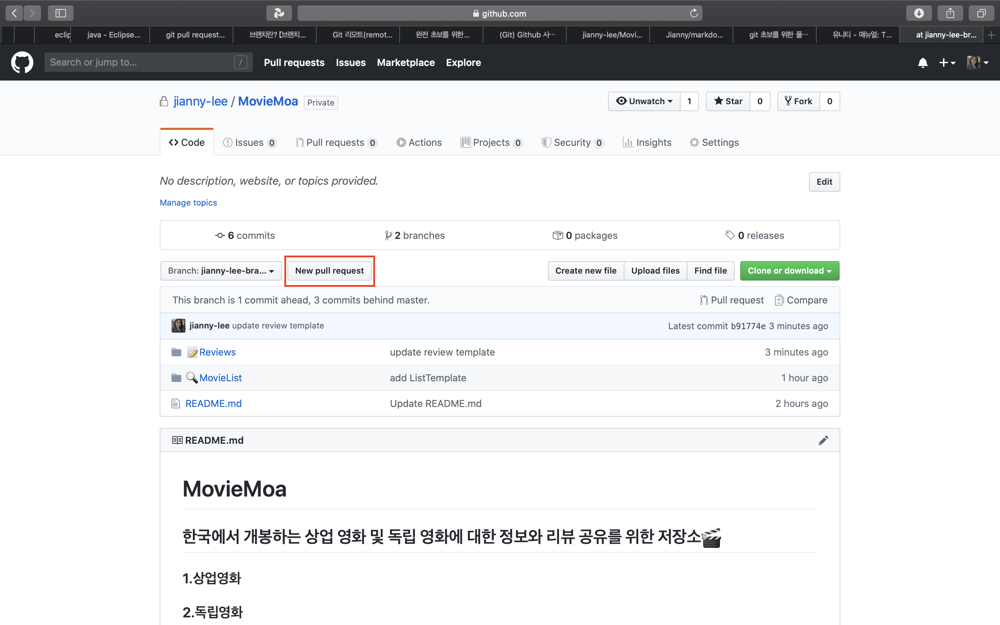 github.com
eclip
java - Eclipse...
git pull request...
브랜치란? 【브랜치...
Git 리모트(remot...
완전 초보를 위한...
(Git) Github 사...
jianny-lee/Movi...
Jianny/markdo...
git 초보를 위한 풀...
유니티 - 매뉴얼: T...
at jianny-lee-br...
Search or jump to...
/
Pull requests
Issues
Marketplace
Explore
jianny-lee / MovieMoa
Private
Unwatch
1
Star
0
Fork
0
Code
Issues 0
Pull requests 0
Actions
Projects 0
Security 0
Insights
Settings
No description, website, or topics provided.
Edit
Manage topics
6 commits
2 branches
0 packages
0 releases
Branch: jianny-lee-bra...
New pull request
Create new file
Upload files
Find file
Clone or download
This branch is 1 commit ahead, 3 commits behind master.
Pull request
Compare
jianny-lee update review template
Latest commit b91774e 3 minutes ago
📝Reviews
update review template
3 minutes ago
🔍MovieList
add ListTemplate
1 hour ago
README.md
Update README.md
2 hours ago
README.md
MovieMoa
한국에서 개봉하는 상업 영화 및 독립 영화에 대한 정보와 리뷰 공유를 위한 저장소🎬
1.상업영화
2.독립영화